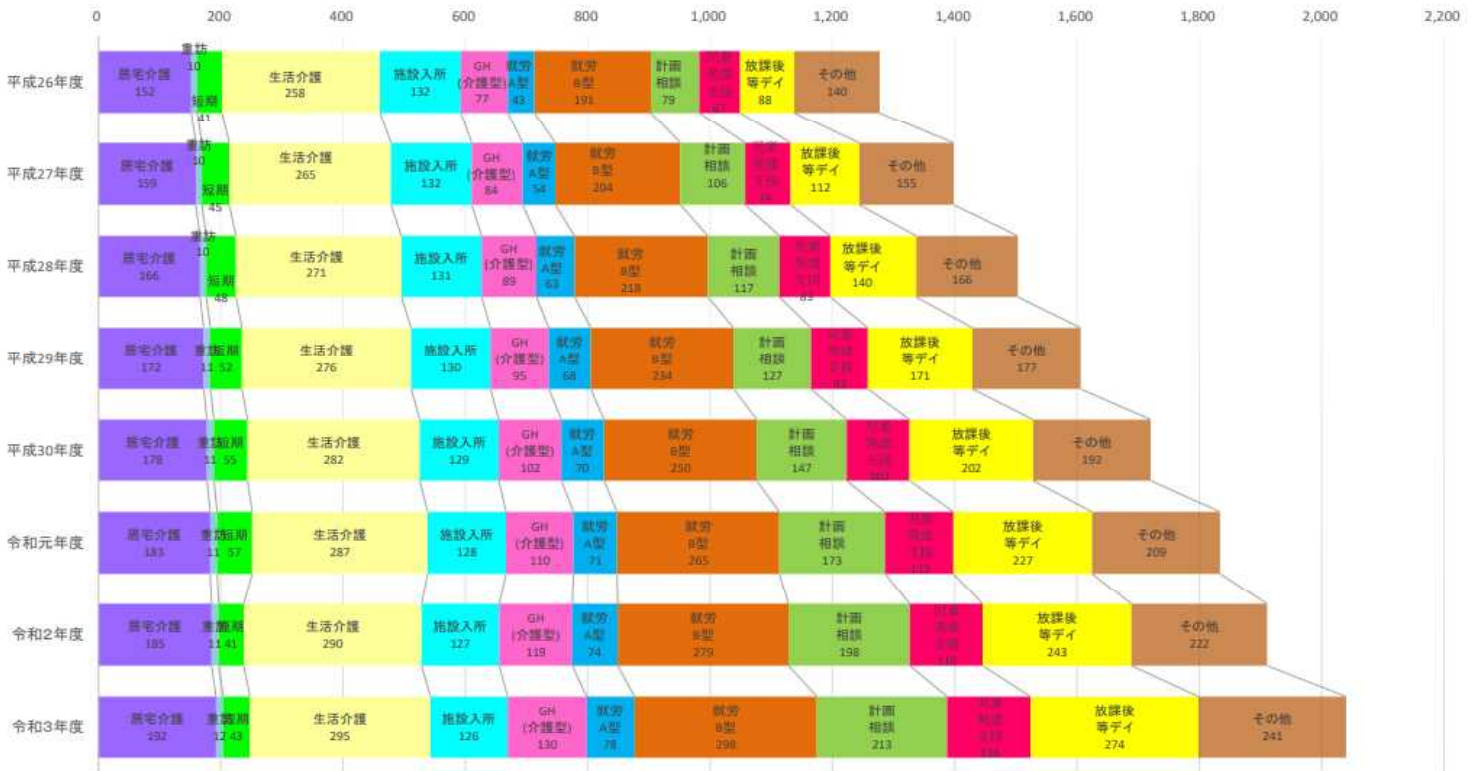 0 200 400 600 800 1,000 1,200 1,400 1,600 1,800 2,000 2,200
平成26年度
居宅介護
152
重訪
10
短期
41
生活介護
258
施設入所
132
GH
(介護型)
77
就労
A型
43
就労
B型
191
計画
相談
79
放課後
等デイ
88
その他
140
平成27年度
居宅介護
159
重訪
10
短期
45
生活介護
265
施設入所
132
GH
(介護型)
84
就労
A型
54
就労
B型
204
計画
相談
106
放課後
等デイ
112
その他
155
平成28年度
居宅介護
166
重訪
10
短期
48
生活介護
271
施設入所
131
GH
(介護型)
89
就労
A型
63
就労
B型
218
計画
相談
117
放課後
等デイ
140
その他
166
平成29年度
居宅介護
172
重訪
11
短期
52
生活介護
276
施設入所
130
GH
(介護型)
95
就労
A型
68
就労
B型
234
計画
相談
127
放課後
等デイ
171
その他
177
平成30年度
居宅介護
178
重訪
11
短期
55
生活介護
282
施設入所
129
GH
(介護型)
102
就労
A型
70
就労
B型
250
計画
相談
147
放課後
等デイ
202
その他
192
令和元年度
居宅介護
183
重訪
11
短期
57
生活介護
287
施設入所
128
GH
(介護型)
110
就労
A型
71
就労
B型
265
計画
相談
173
放課後
等デイ
227
その他
209
令和2年度
居宅介護
185
重訪
11
短期
41
生活介護
290
施設入所
127
GH
(介護型)
119
就労
A型
74
就労
B型
279
計画
相談
198
放課後
等デイ
243
その他
222
令和3年度
居宅介護
192
重訪
12
短期
43
生活介護
295
施設入所
126
GH
(介護型)
130
就労
A型
78
就労
B型
298
計画
相談
213
放課後
等デイ
274
その他
241